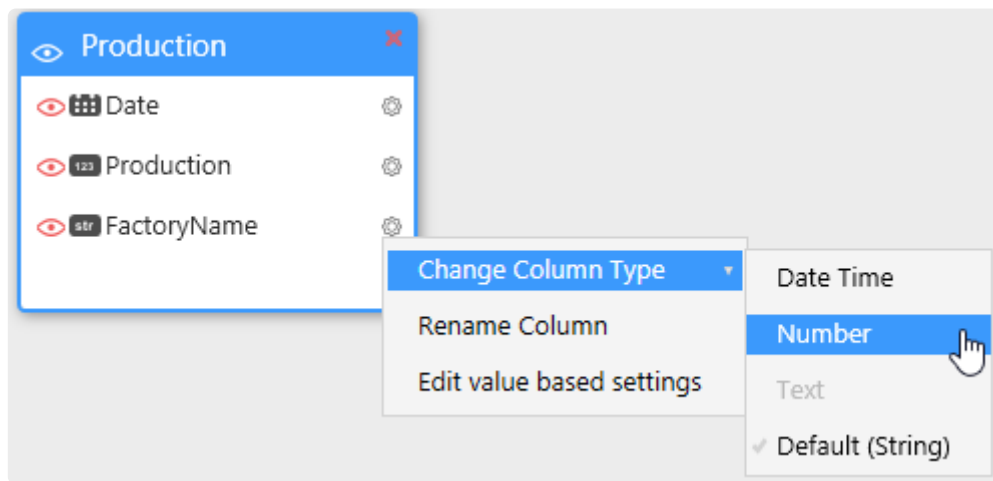 Production
Date
123 Production
str FactoryName
Change Column Type
Date Time
Rename Column
Number
Edit value based settings
Text
Default (String)